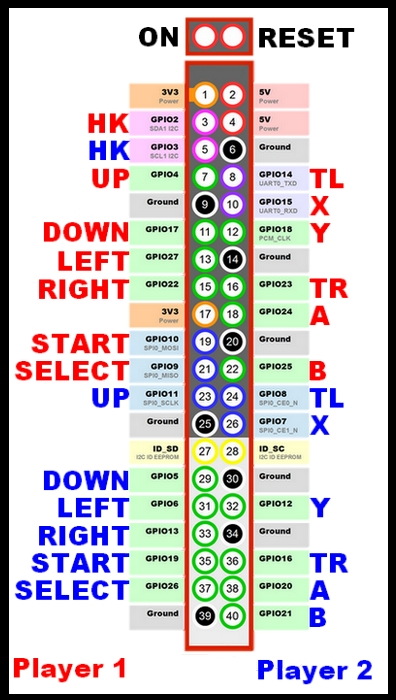 ON RESET
3V3 Power 1 2 5V Power
HK GPIO2 SDA1 I2C 3 4 5V Power
HK GPIO3 SCL1 I2C 5 6 Ground
UP GPIO4 7 8 GPIO14 UART0_TXD TL
Ground 9 10 GPIO15 UART0_RXD X
DOWN GPIO17 11 12 GPIO18 PCM_CLK Y
LEFT GPIO27 13 14 Ground
RIGHT GPIO22 15 16 GPIO23 TR
3V3 Power 17 18 GPIO24 A
START GPIO10 SPI0_MOSI 19 20 Ground
SELECT GPIO9 SPI0_MISO 21 22 GPIO25 B
UP GPIO11 SPI0_SCLK 23 24 GPIO8 SPI0_CE0_N TL
Ground 25 26 GPIO7 SPI0_CE1_N X
ID_SD I2C ID EEPROM 27 28 ID_SC I2C ID EEPROM
DOWN GPIO5 29 30 Ground
LEFT GPIO6 31 32 GPIO12 Y
RIGHT GPIO13 33 34 Ground
START GPIO19 35 36 GPIO16 TR
SELECT GPIO26 37 38 GPIO20 A
Ground 39 40 GPIO21 B
Player 1 Player 2